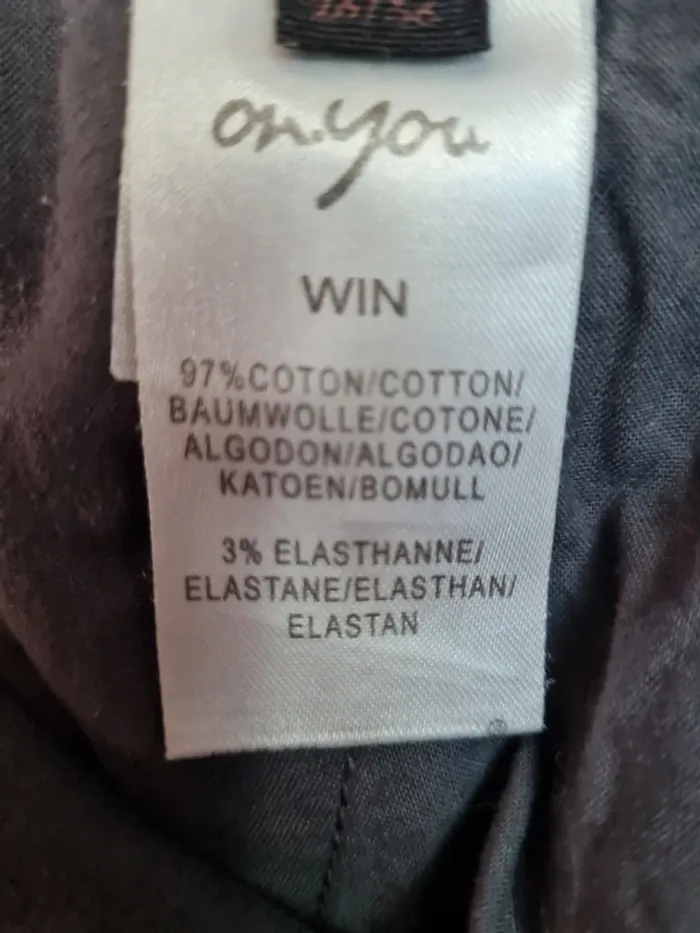 on.you
WIN
97%COTON/COTTON/
BAUMWOLLE/COTONE/
ALGODON/ALGODAO/
KATOEN/BOMULL
3% ELASTHANNE/
ELASTANE/ELASTHAN/
ELASTAN